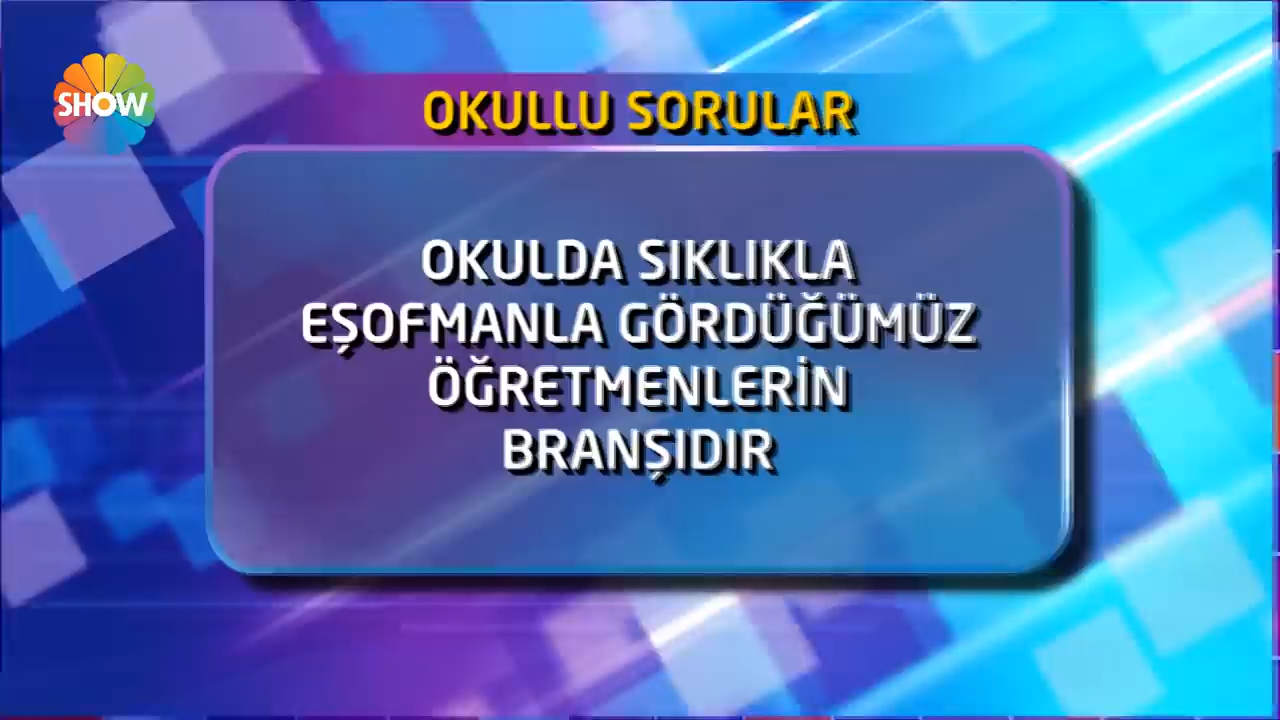 SHOW
OKULLU SORULAR
OKULDA SIKLIKLA
EŞOFMANLA GÖRDÜĞÜMÜZ
ÖĞRETMENLERİN
BRANŞIDIR